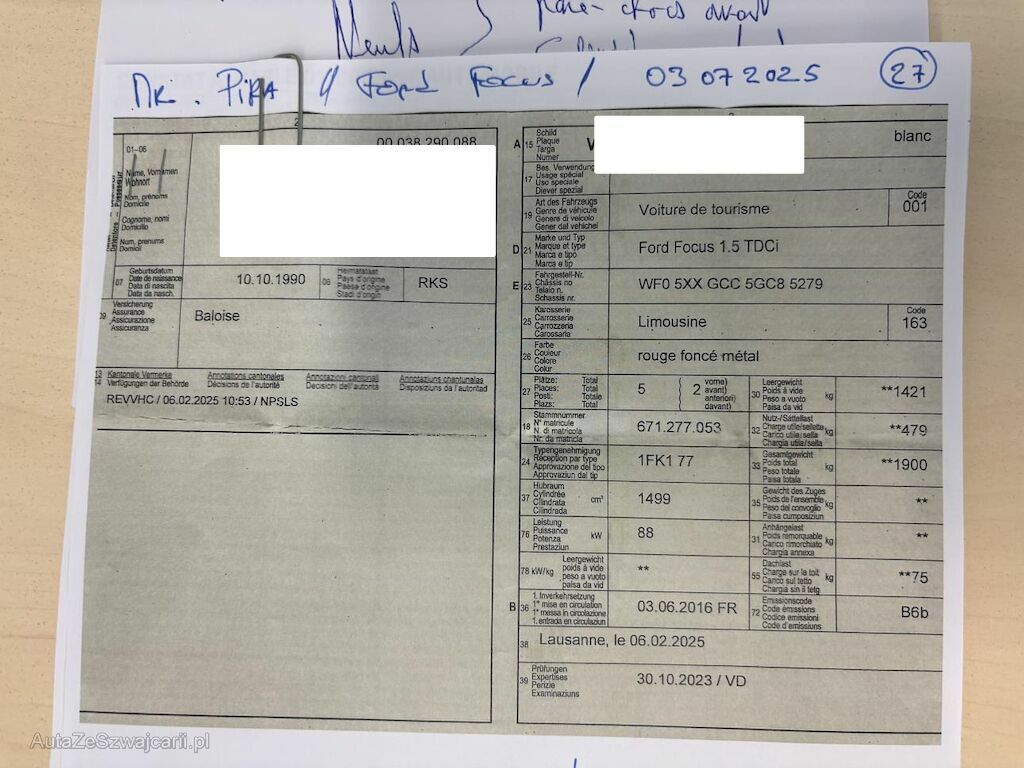 pare-chocs avant
Neufs
Mr. Pira // Ford Focus / 03 07 2025 27
00.038.290.088
01-06
Name, Vornamen
Wohnort
Nom, prénoms
Domicile
Cognome, nomi
Domicilio
Num, prenums
Domicil
07 Geburtsdatum
Date de naissance
Data di nascita
Data da nasch.
10.10.1990
08 Heimatstaat
Pays d'origine
Paese d'origine
Stadi d'origin
RKS
09 Versicherung
Assurance
Assicurazione
Assicuranza
Baloise
13 Kantonale Vermerke Annotations cantonales Annotazioni cantonali Annotaziuns chantunalas
14 Verfügungen der Behörde Décisions de l'autorité Decisioni dell'autorità Disposiziuns da l'autoritad
REVVHC / 06.02.2025 10:53 / NPSLS
A 15 Schild
Plaque
Targa
Numer
V
blanc
17 Bes. Verwendung
Usage spécial
Uso speciale
Diever spezial
19 Art des Fahrzeugs
Genre de véhicule
Genere di veicolo
Gener dal vehichel
Voiture de tourisme
Code
001
D 21 Marke und Typ
Marque et type
Marca e tipo
Marca e tip
Ford Focus 1.5 TDCi
E 23 Fahrgestell-Nr.
Châssis no
Telaio n.
Schassis nr.
WF0 5XX GCC 5GC8 5279
25 Karosserie
Carrosserie
Carrozzeria
Carossaria
Limousine
Code
163
26 Farbe
Couleur
Colore
Colur
rouge foncé métal
27 Plätze: Total
Places: Total
Posti: Totale
Plazs: Total
5 { 2 vorne)
avant)
anteriori)
davant)
30 Leergewicht
Poids à vide
Peso a vuoto
Paisa da vid
kg
**1421
18 Stammnummer
N° matricule
N. di matricola
Nr. da matricla
671.277.053
32 Nutz-/Sattellast
Charge utile/sellette
Carico utile/sella
Chargia utila/sella
kg
**479
24 Typengenehmigung
Réception par type
Approvazione del tipo
Approvaziun dal tip
1FK1 77
33 Gesamtgewicht
Poids total
Peso totale
Paisa totala
kg
**1900
37 Hubraum
Cylindrée
Cilindrata
Cilindrada
cm³
1499
35 Gewicht des Zuges
Poids de l'ensemble
Peso del convoglio
Paisa cumposiziun
kg
**
76 Leistung
Puissance
Potenza
Prestaziun
kW
88
31 Anhängelast
Poids remorquable
Carico rimorchiato
Chargia annexa
kg
**
78 kW/kg Leergewicht
poids à vide
peso a vuoto
paisa da vid
**
55 Dachlast
Charge sur le toit
Carico sul tetto
Chargia sin il tetg
kg
**75
B 36 1. Inverkehrsetzung
1re mise en circulation
1a messa in circolazione
1. entrada en circulaziun
03.06.2016 FR
72 Emissionscode
Code émissions
Codice emissioni
Code d'emissiuns
B6b
38 Lausanne, le 06.02.2025
39 Prüfungen
Expertises
Perizie
Examinaziuns
30.10.2023 / VD
AutaZeSzwajcarii.pl